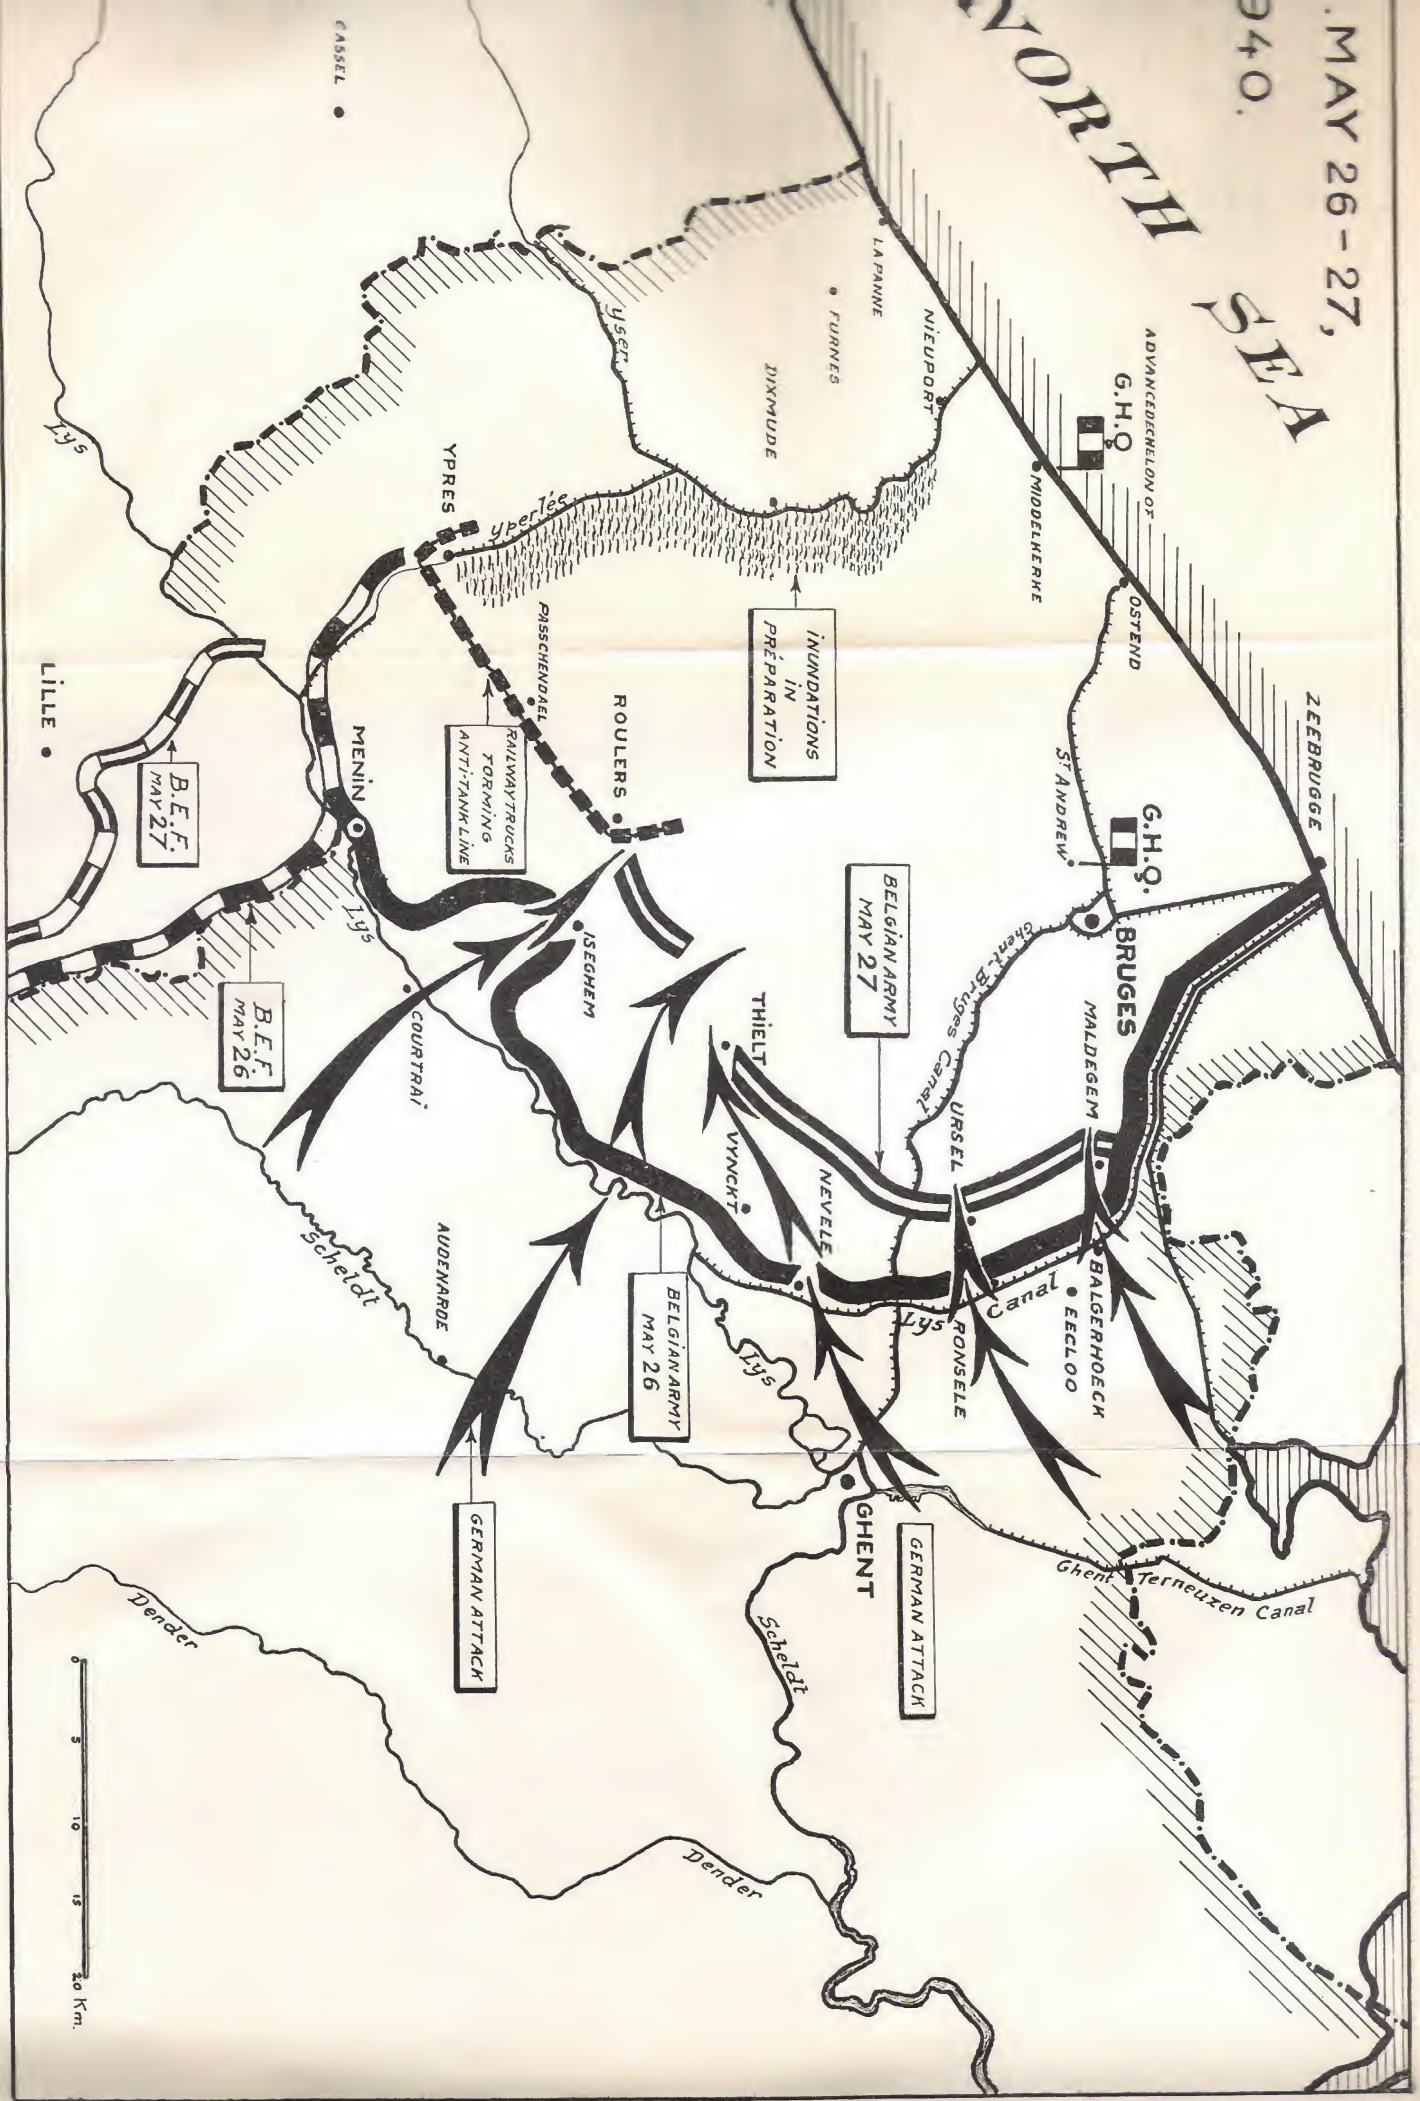 . MAY 26-27,
940.
NORTH SEA
ZEEBRUGGE
ADVANCED ECHELON OF
G.H.Q
G.H.Q.
OSTEND
ST ANDREW
BRUGES
MIDDELKERKE
MALDEGEM
BALGERHOECK
EECLOO
Ghent Terneuzen Canal
NIEUPORT
LA PANNE
FURNES
DIXMUDE
Ghent-Bruges Canal
URSEL
RONSELE
Lys Canal
BELGIAN ARMY
MAY 27
INUNDATIONS
IN
PRÉPARATION
THIELT
VYNCKT
NEVELE
GHENT
GERMAN ATTACK
Scheldt
Yser
ROULERS
ISEGHEM
BELGIAN ARMY
MAY 26
Lys
Dender
Yperlée
PASSCHENDAEL
RAILWAY TRUCKS
FORMING
ANTI-TANK LINE
YPRES
COURTRAI
AUDENARDE
GERMAN ATTACK
CASSEL
MENIN
Lys
Scheldt
B.E.F.
MAY 27
B.E.F
MAY 26
Lys
LILLE
Dender
0 5 10 15 20 Km.